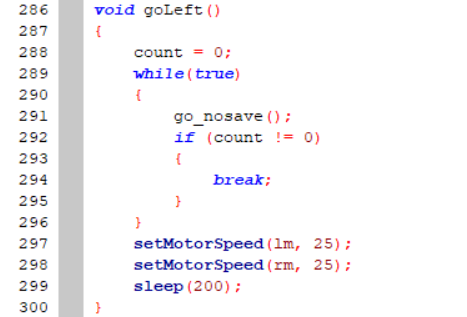 286 void goLeft()
287 {
288     count = 0;
289     while(true)
290     {
291         go_nosave();
292         if (count != 0)
293         {
294             break;
295         }
296     }
297     setMotorSpeed(lm, 25);
298     setMotorSpeed(rm, 25);
299     sleep(200);
300 }